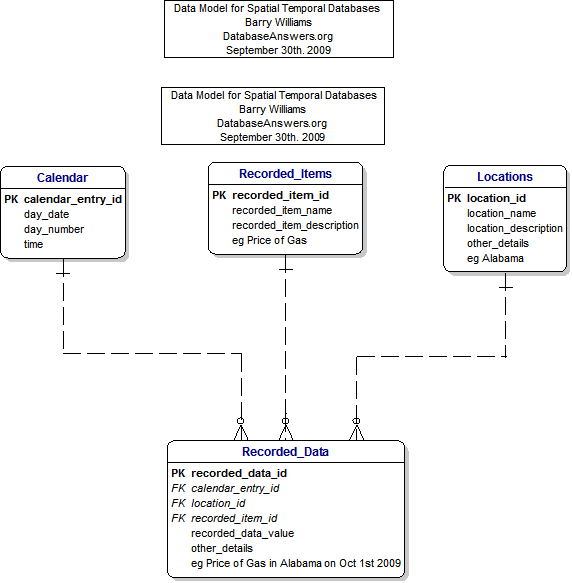 Data Model for Spatial Temporal Databases
Barry Williams
DatabaseAnswers.org
September 30th. 2009
Data Model for Spatial Temporal Databases
Barry Williams
DatabaseAnswers.org
September 30th. 2009
Calendar
PK calendar_entry_id
day_date
day_number
time
Recorded_Items
PK recorded_item_id
recorded_item_name
recorded_item_description
eg Price of Gas
Locations
PK location_id
location_name
location_description
other_details
eg Alabama
Recorded_Data
PK recorded_data_id
FK calendar_entry_id
FK location_id
FK recorded_item_id
recorded_data_value
other_details
eg Price of Gas in Alabama on Oct 1st 2009